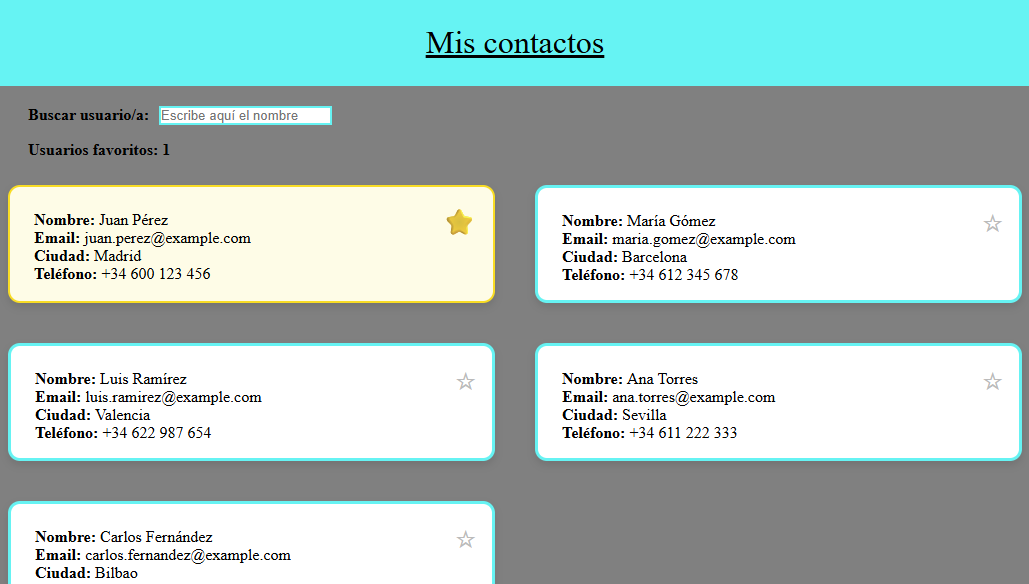 Mis contactos
Buscar usuario/a: Escribe aquí el nombre
Usuarios favoritos: 1
Nombre: Juan Pérez
Email: juan.perez@example.com
Ciudad: Madrid
Teléfono: +34 600 123 456
Nombre: María Gómez
Email: maria.gomez@example.com
Ciudad: Barcelona
Teléfono: +34 612 345 678
Nombre: Luis Ramírez
Email: luis.ramirez@example.com
Ciudad: Valencia
Teléfono: +34 622 987 654
Nombre: Ana Torres
Email: ana.torres@example.com
Ciudad: Sevilla
Teléfono: +34 611 222 333
Nombre: Carlos Fernández
Email: carlos.fernandez@example.com
Ciudad: Bilbao